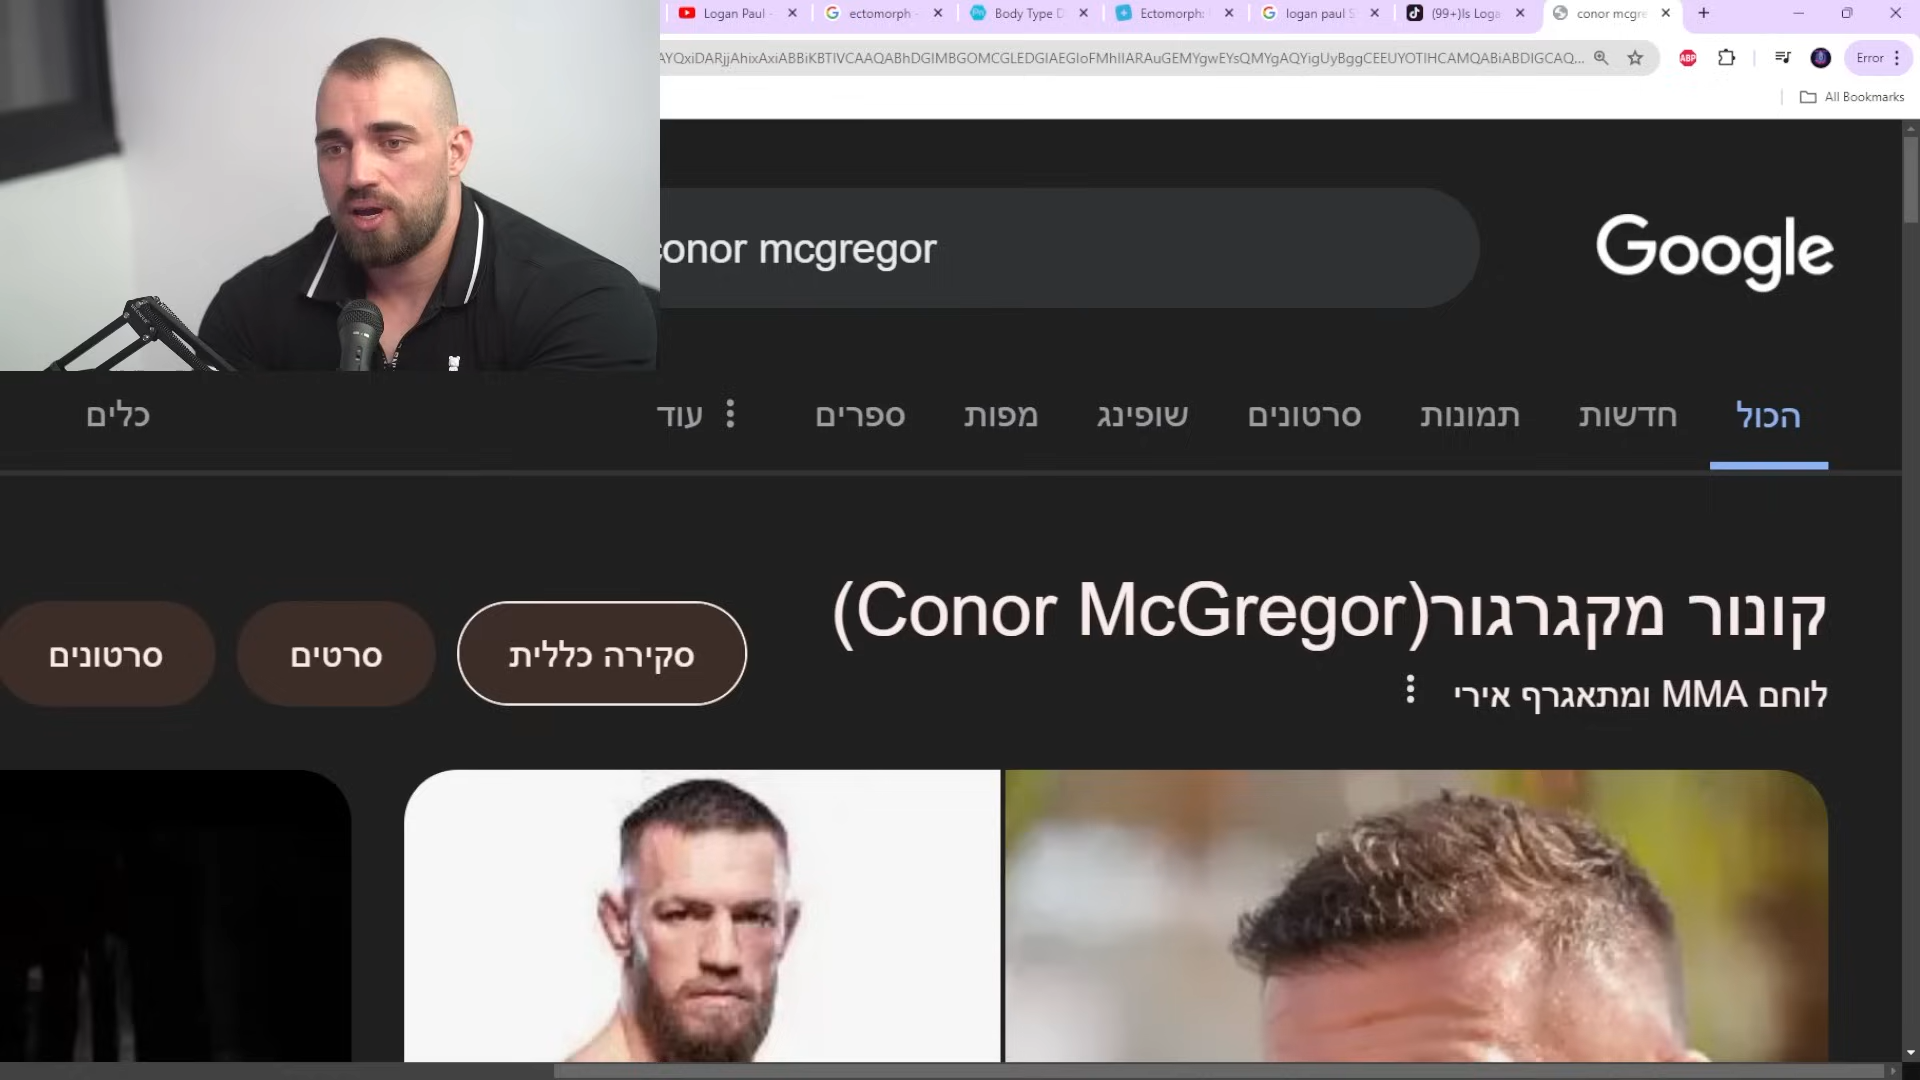 Logan Paul -
ectomorph -
Body Type D
Ectomorph:
logan paul S
(99+)Is Loga
conor mcgre
ABP
Error
All Bookmarks
conor mcgregor
Google
הכול
חדשות
תמונות
סרטונים
שופינג
מפות
ספרים
עוד
כלים
קונור מקגרגור(Conor McGregor)
לוחם MMA ומתאגרף אירי
סקירה כללית
סרטים
סרטונים